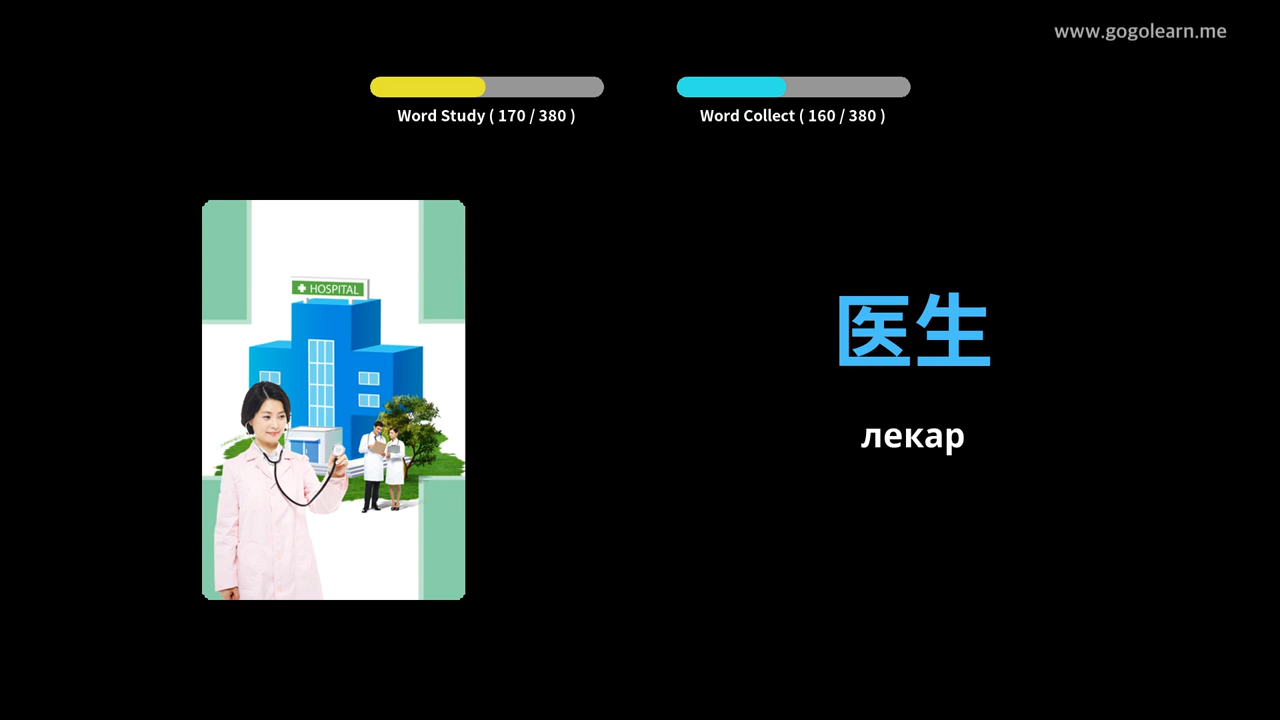 www.gogolearn.me
Word Study ( 170 / 380 )
Word Collect ( 160 / 380 )
HOSPITAL
医生
лекар